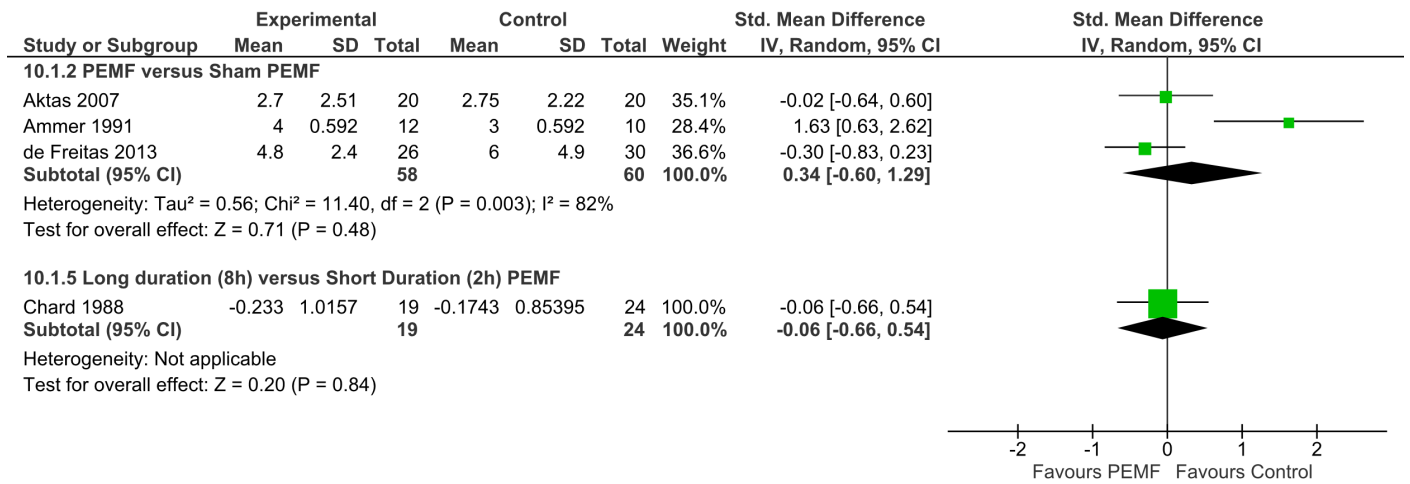 Experimental Control Std. Mean Difference Std. Mean Difference
Study or Subgroup Mean SD Total Mean SD Total Weight IV, Random, 95% CI IV, Random, 95% CI
10.1.2 PEMF versus Sham PEMF
Aktas 2007 2.7 2.51 20 2.75 2.22 20 35.1% -0.02 [-0.64, 0.60]
Ammer 1991 4 0.592 12 3 0.592 10 28.4% 1.63 [0.63, 2.62]
de Freitas 2013 4.8 2.4 26 6 4.9 30 36.6% -0.30 [-0.83, 0.23]
Subtotal (95% CI) 58 60 100.0% 0.34 [-0.60, 1.29]
Heterogeneity: Tau² = 0.56; Chi² = 11.40, df = 2 (P = 0.003); I² = 82%
Test for overall effect: Z = 0.71 (P = 0.48)
10.1.5 Long duration (8h) versus Short Duration (2h) PEMF
Chard 1988 -0.233 1.0157 19 -0.1743 0.85395 24 100.0% -0.06 [-0.66, 0.54]
Subtotal (95% CI) 19 24 100.0% -0.06 [-0.66, 0.54]
Heterogeneity: Not applicable
Test for overall effect: Z = 0.20 (P = 0.84)
-2 -1 0 1 2
Favours PEMF Favours Control